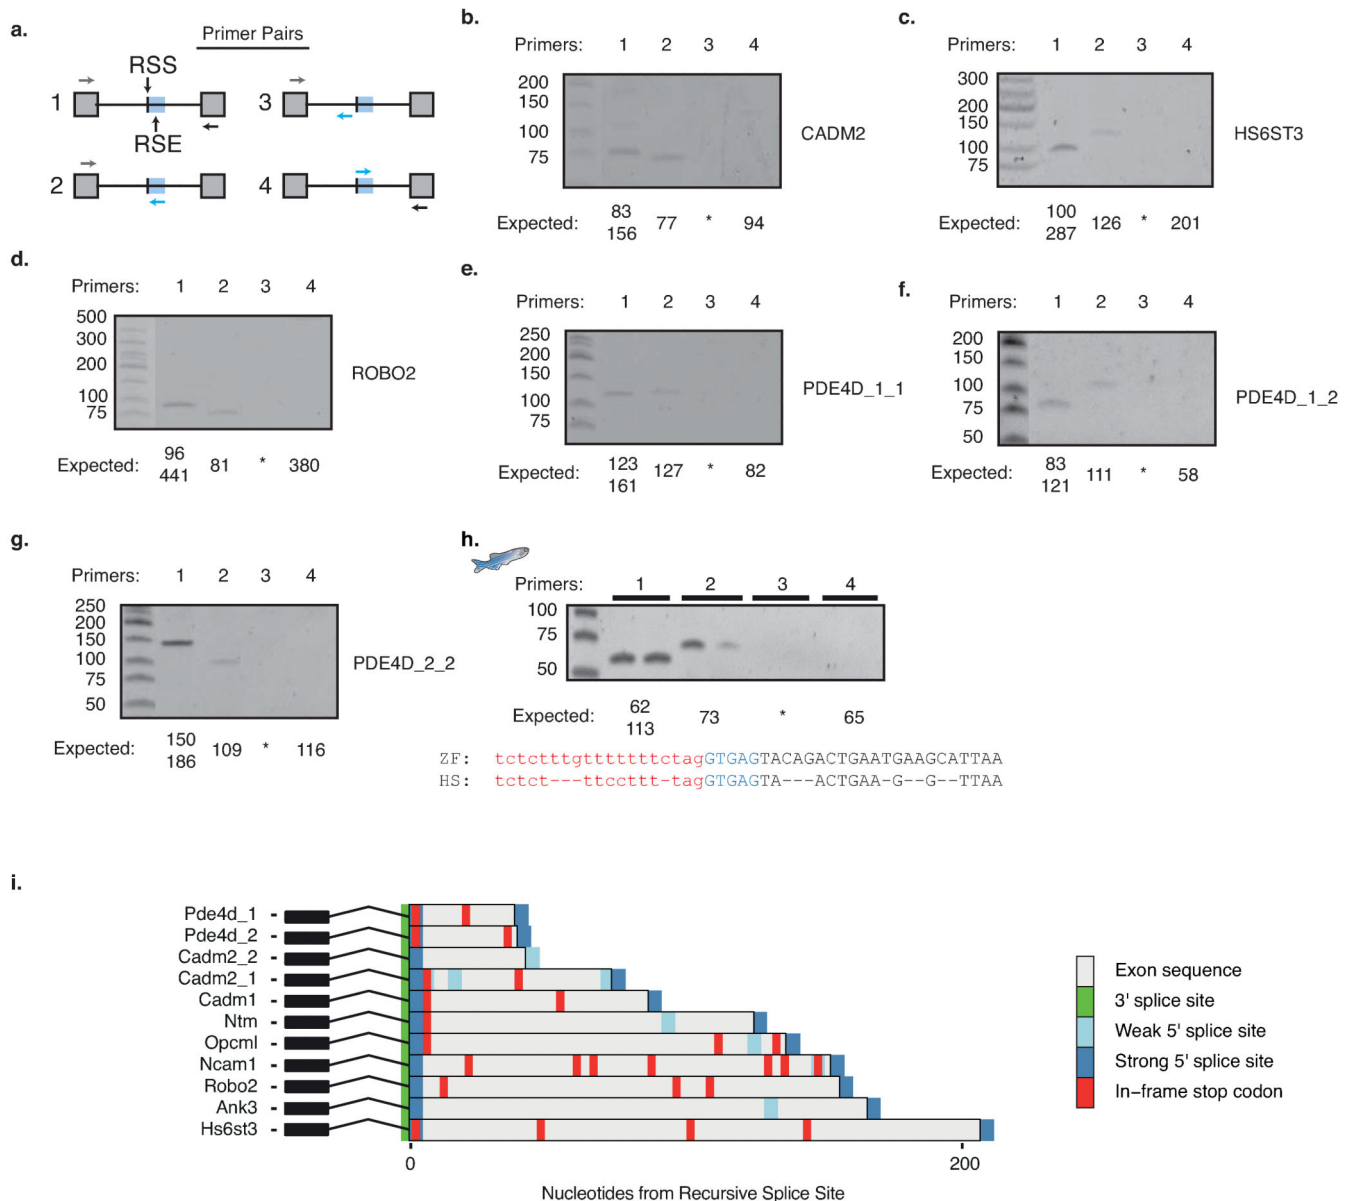 a.
Primer Pairs
RSS
1
RSE
2
3
4
b.
Primers: 1 2 3 4
200
150
100
75
CADM2
Expected: 83 77 * 94
156
c.
Primers: 1 2 3 4
300
200
150
100
75
HS6ST3
Expected: 100 126 * 201
287
d.
Primers: 1 2 3 4
500
300
200
100
75
ROBO2
Expected: 96 81 * 380
441
e.
Primers: 1 2 3 4
250
200
150
100
75
PDE4D_1_1
Expected: 123 127 * 82
161
f.
Primers: 1 2 3 4
200
150
100
75
50
PDE4D_1_2
Expected: 83 111 * 58
121
g.
Primers: 1 2 3 4
250
200
150
100
75
50
PDE4D_2_2
Expected: 150 109 * 116
186
h.
Primers: 1 2 3 4
100
75
50
Expected: 62 73 * 65
113
ZF: tctctttgtttttttctagGTGAGTACAGACTGAATGAAGCATTAA
HS: tctct---ttccttt-tagGTGAGTA---ACTGAA-G--G--TTAA
i.
Pde4d_1
Pde4d_2
Cadm2_2
Cadm2_1
Cadm1
Ntm
Opcml
Ncam1
Robo2
Ank3
Hs6st3
0 200
Nucleotides from Recursive Splice Site
Exon sequence
3' splice site
Weak 5' splice site
Strong 5' splice site
In-frame stop codon